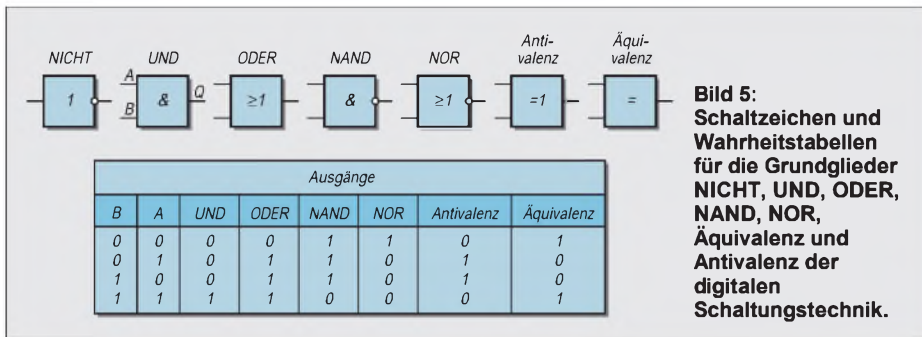 NICHT UND ODER NAND NOR Anti-
valenz Äqui-
valenz
1 A B & Q ≥1 & ≥1 =1 =
Ausgänge
B A UND ODER NAND NOR Antivalenz Äquivalenz
0 0 0 0 1 1 0 1
0 1 0 1 1 0 1 0
1 0 0 1 1 0 1 0
1 1 1 1 0 0 0 1
Bild 5:
Schaltzeichen und
Wahrheitstabellen
für die Grundglieder
NICHT, UND, ODER,
NAND, NOR,
Äquivalenz und
Antivalenz der
digitalen
Schaltungstechnik.